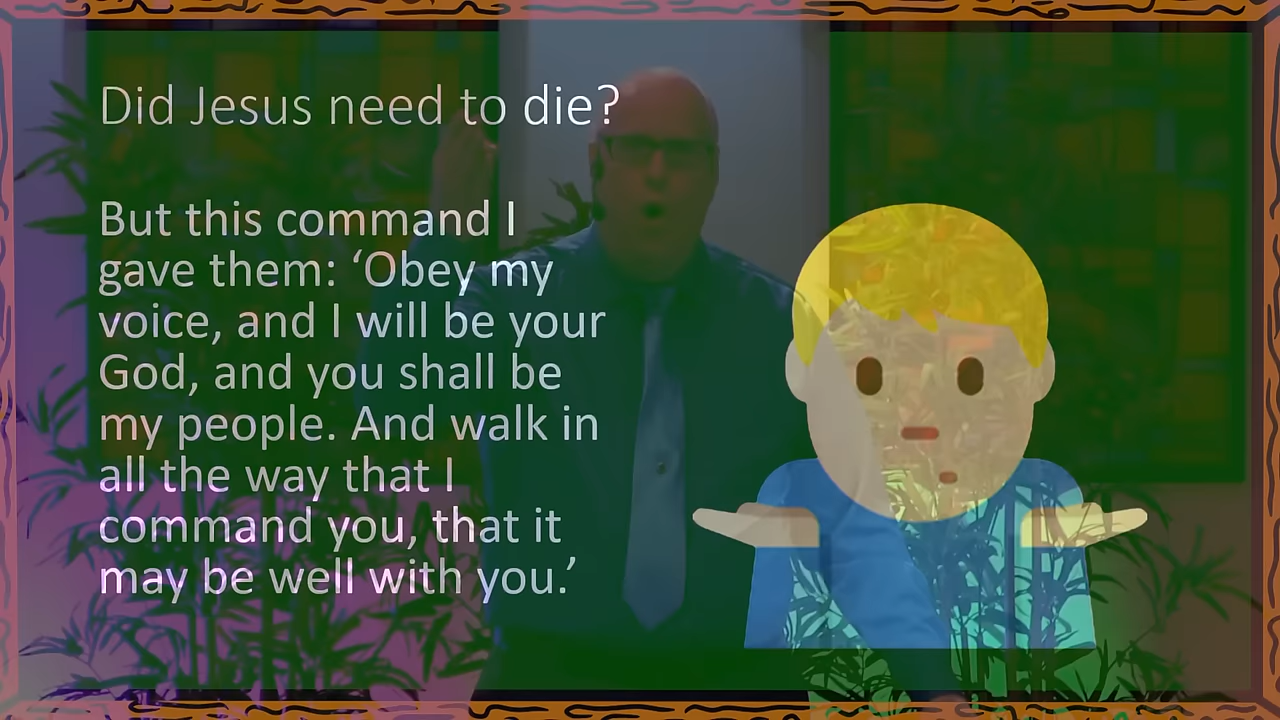 Did Jesus need to die?
But this command I
gave them: ‘Obey my
voice, and I will be your
God, and you shall be
my people. And walk in
all the way that I
command you, that it
may be well with you.’